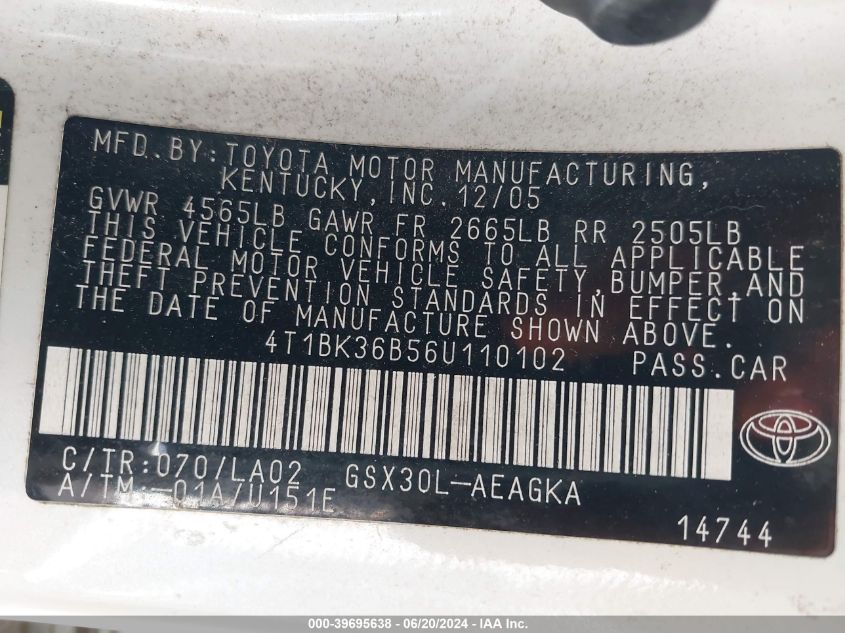 MFD.BY:TOYOTA MOTOR MANUFACTURING,
KENTUCKY,INC. 12/05
GVWR 4565LB GAWR FR 2665LB RR 2505LB
THIS VEHICLE CONFORMS TO ALL APPLICABLE
FEDERAL MOTOR VEHICLE SAFETY,BUMPER,AND
THEFT PREVENTION STANDARDS IN EFFECT ON
THE DATE OF MANUFACTURE SHOWN ABOVE.
4T1BK36B56U110102 PASS.CAR
C/TR:070/LA02 GSX30L-AEAGKA
A/TM:-01A/U151E
14744
000-39695638 - 06/20/2024 - IAA Inc.